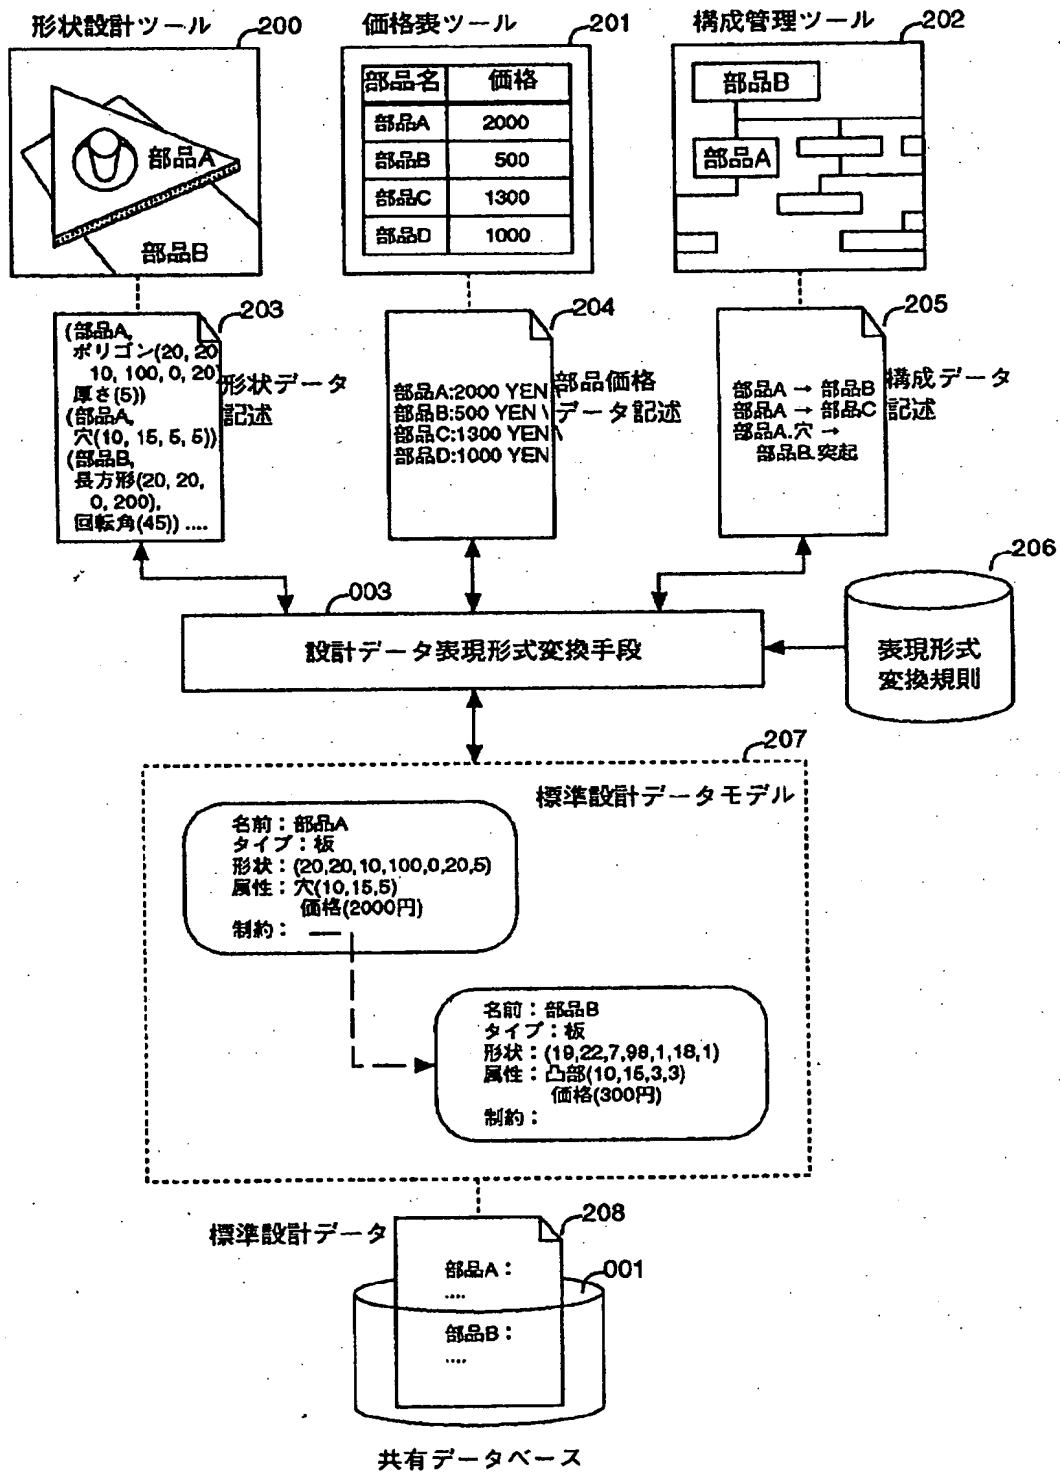 形状設計ツール
200
価格表ツール
201
構成管理ツール
202
部品A
部品B
部品名 価格
部品A 2000
部品B 500
部品C 1300
部品D 1000
部品B
部品A
203
(部品A,
ポリゴン(20, 20
10, 100, 0, 20)
厚さ(5))
(部品A,
穴(10, 15, 5, 5))
(部品B,
長方形(20, 20,
0, 200),
回転角(45)) ....
形状データ
記述
204
部品A:2000 YEN \
部品B:500 YEN \
部品C:1300 YEN \
部品D:1000 YEN
部品価格
データ記述
205
部品A → 部品B
部品A → 部品C
部品A.穴 →
部品B.突起
構成データ
記述
003
設計データ表現形式変換手段
206
表現形式
変換規則
207
標準設計データモデル
名前：部品A
タイプ：板
形状：(20,20,10,100,0,20,5)
属性：穴(10,15,5)
価格(2000円)
制約：
名前：部品B
タイプ：板
形状：(19,22,7,98,1,18,1)
属性：凸部(10,15,3,3)
価格(300円)
制約：
標準設計データ
208
部品A：
....
部品B：
....
001
共有データベース